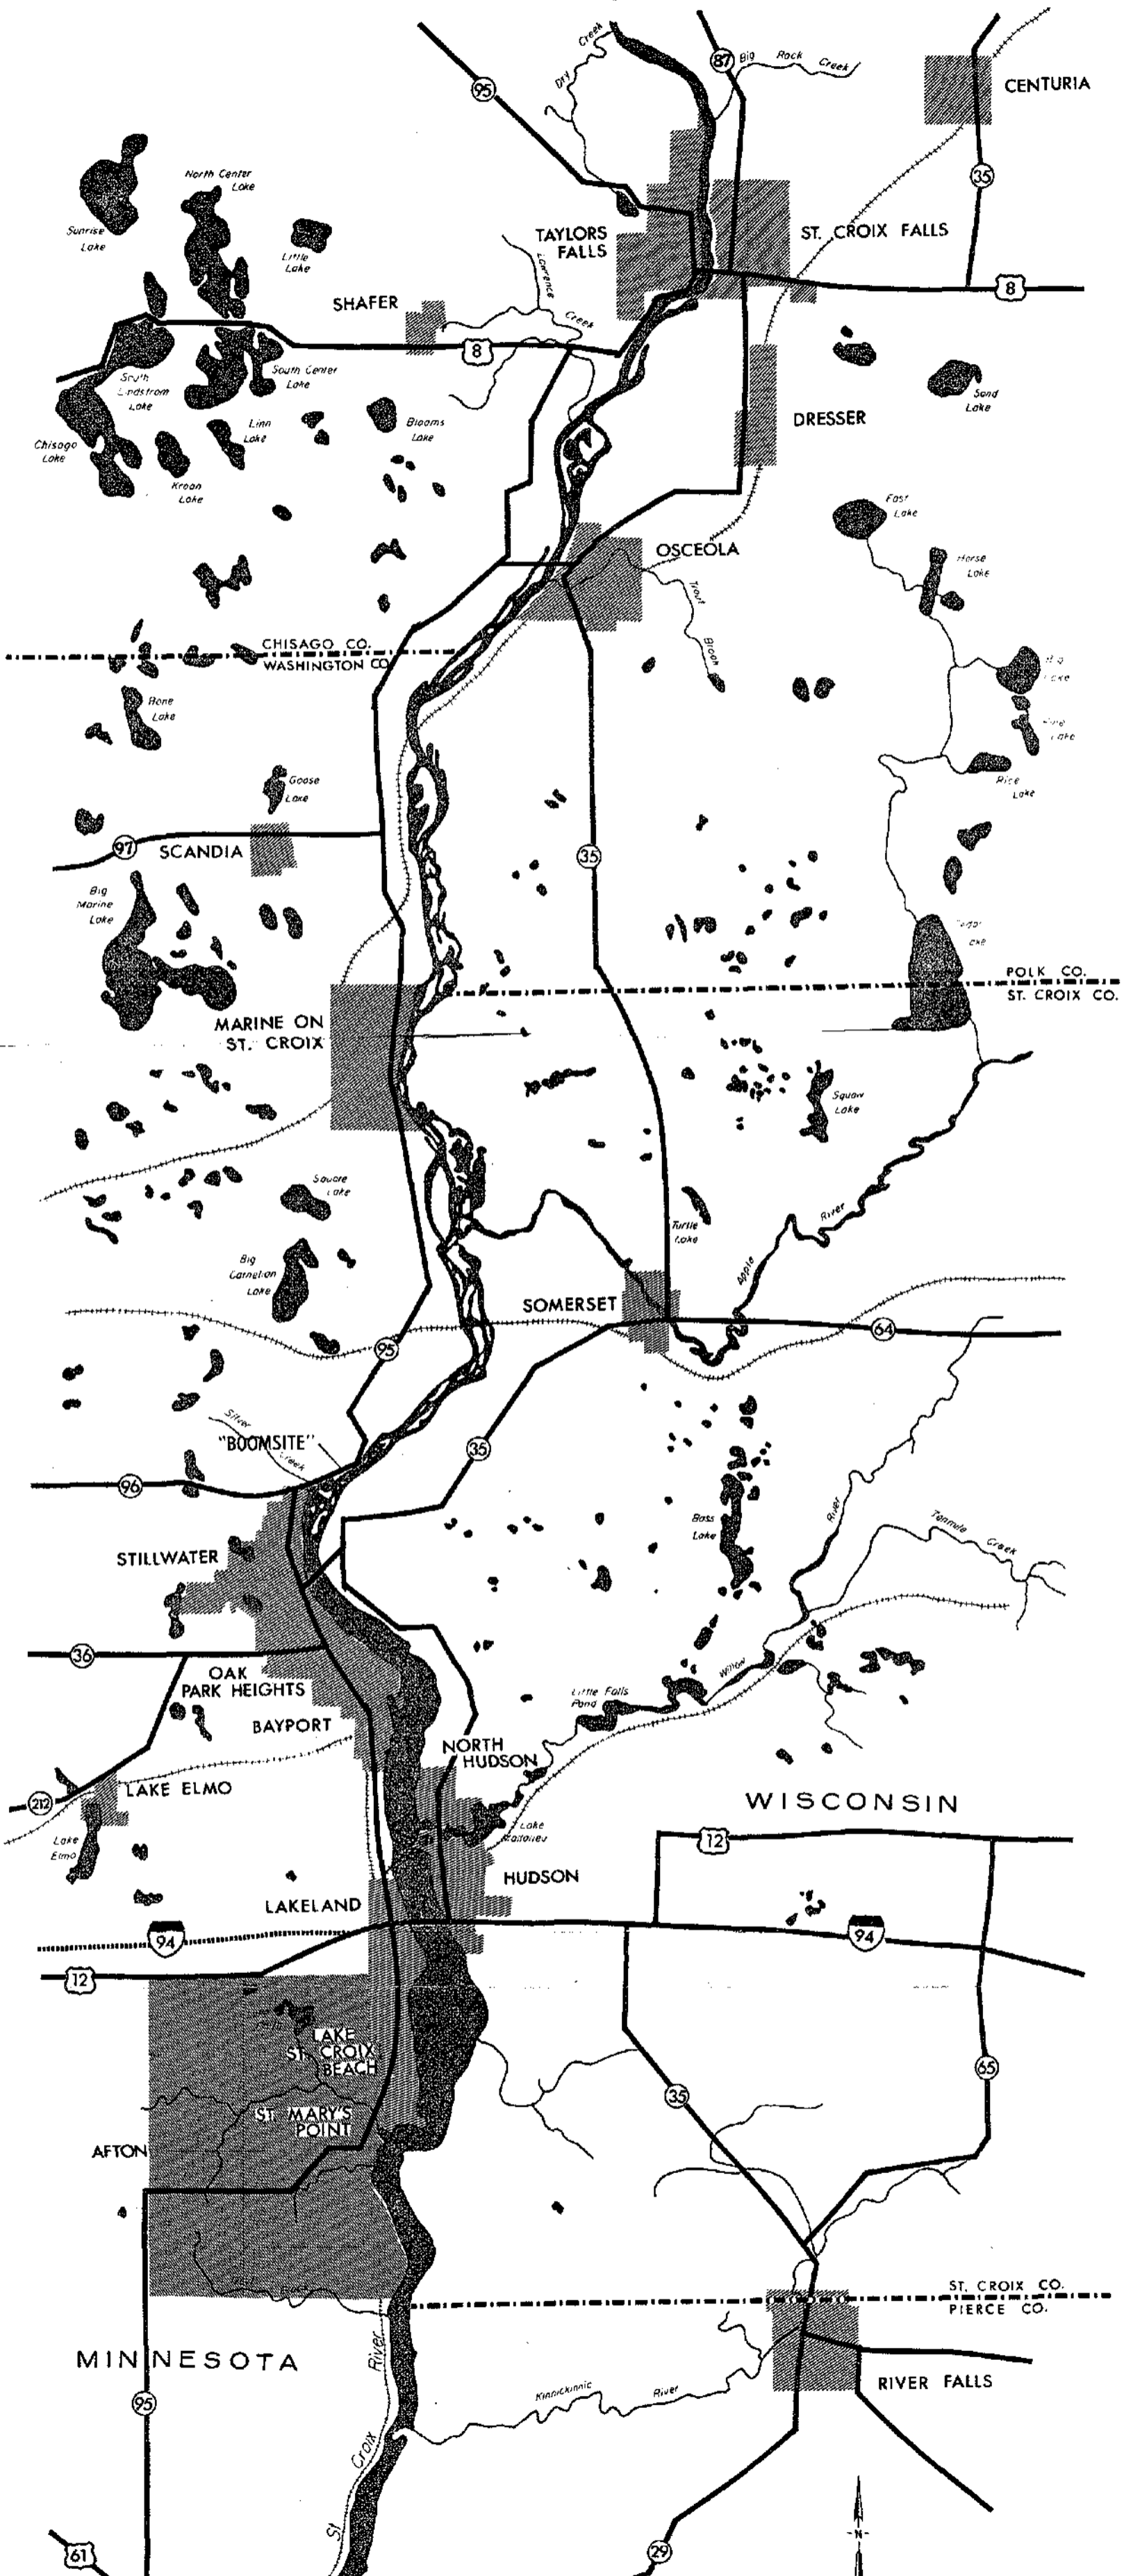 Dry
Creek
87
Big Rock Creek
95
CENTURIA
35
North Center
Lake
Sunrise
Lake
Little
Lake
TAYLORS
FALLS
ST. CROIX FALLS
Lawrence
Creek
8
SHAFER
8
South
Lindstrom
Lake
South Center
Lake
Sand
Lake
DRESSER
Linn
Lake
Blooms
Lake
Chisago
Lake
Kroon
Lake
East
Lake
OSCEOLA
Horse
Lake
Trout
Brook
CHISAGO CO.
WASHINGTON CO
Lake
Bone
Lake
Lake
Goose
Lake
Rice
Lake
97
SCANDIA
35
Big
Marine
Lake
POLK CO.
ST. CROIX CO.
MARINE ON
ST. CROIX
Squaw
Lake
Square
Lake
Turtle
Lake
River
Apple
Big
Carnelian
Lake
SOMERSET
64
95
Silver
Creek
"BOOMSITE"
35
96
Bass
Lake
River
Tenmile Creek
STILLWATER
36
OAK
PARK HEIGHTS
Willow
Little Falls
Pond
BAYPORT
NORTH
HUDSON
LAKE ELMO
212
WISCONSIN
Lake
Elmo
Lake
Mallalieu
12
HUDSON
LAKELAND
94
94
12
LAKE
ST. CROIX
BEACH
65
35
ST. MARY'S
POINT
AFTON
ST. CROIX CO.
PIERCE CO.
MINNESOTA
River
RIVER FALLS
Kinnickinnic River
95
Croix
St
N
61
29